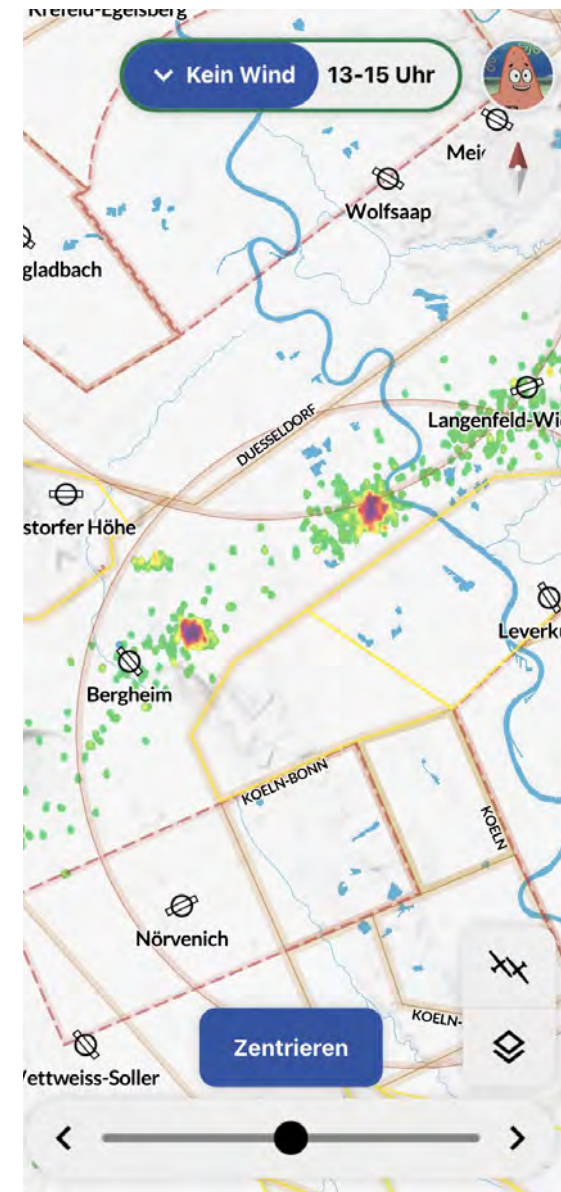 Krefeld-Egelsberg
Kein Wind
13-15 Uhr
Wolfsaap
gladbach
DUESSELDORF
Langenfeld-Wi
storfer Höhe
Leverku
Bergheim
KOELN-BONN
KOELN
Nörvenich
KOELN-
Zentrieren
ettweiss-Soller